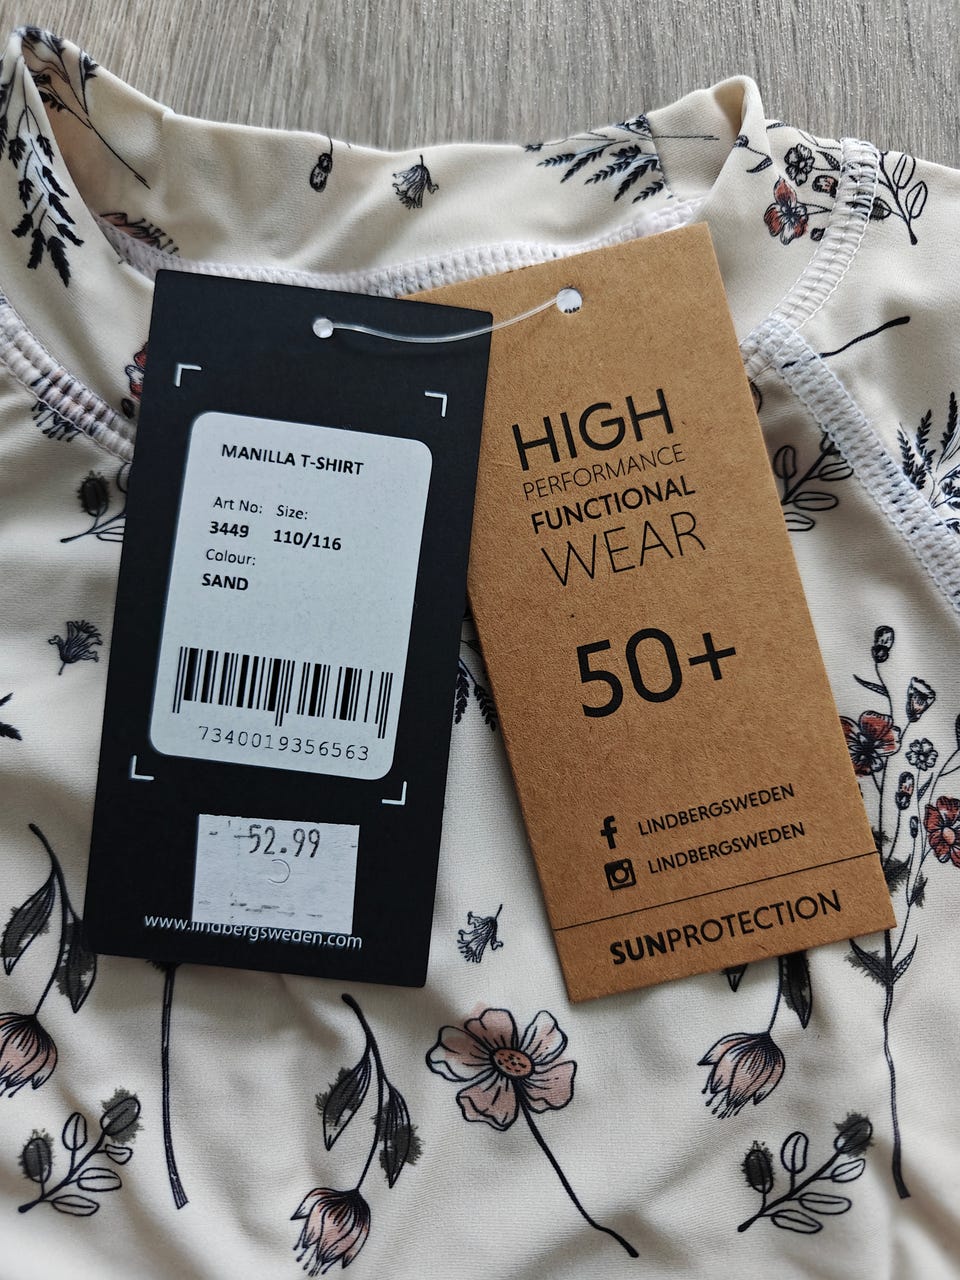 MANILLA T-SHIRT
Art No: Size:
3449 110/116
Colour:
SAND
7340019356563
52.99
www.lindbergsweden.com
HIGH
PERFORMANCE
FUNCTIONAL
WEAR
50+
LINDBERGSWEDEN
LINDBERGSWEDEN
SUNPROTECTION